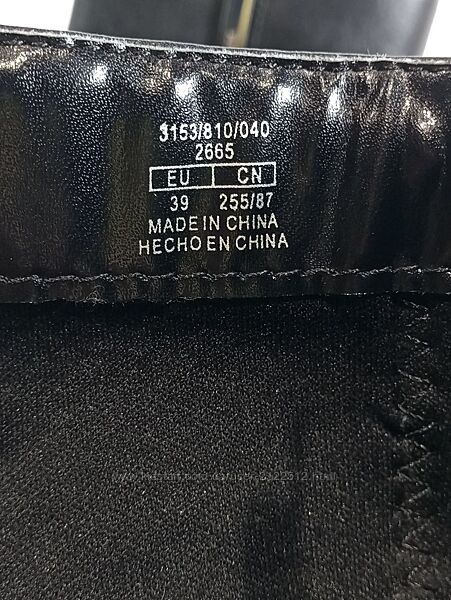 3153/810/040
2665
EU CN
39 255/87
MADE IN CHINA
HECHO EN CHINA